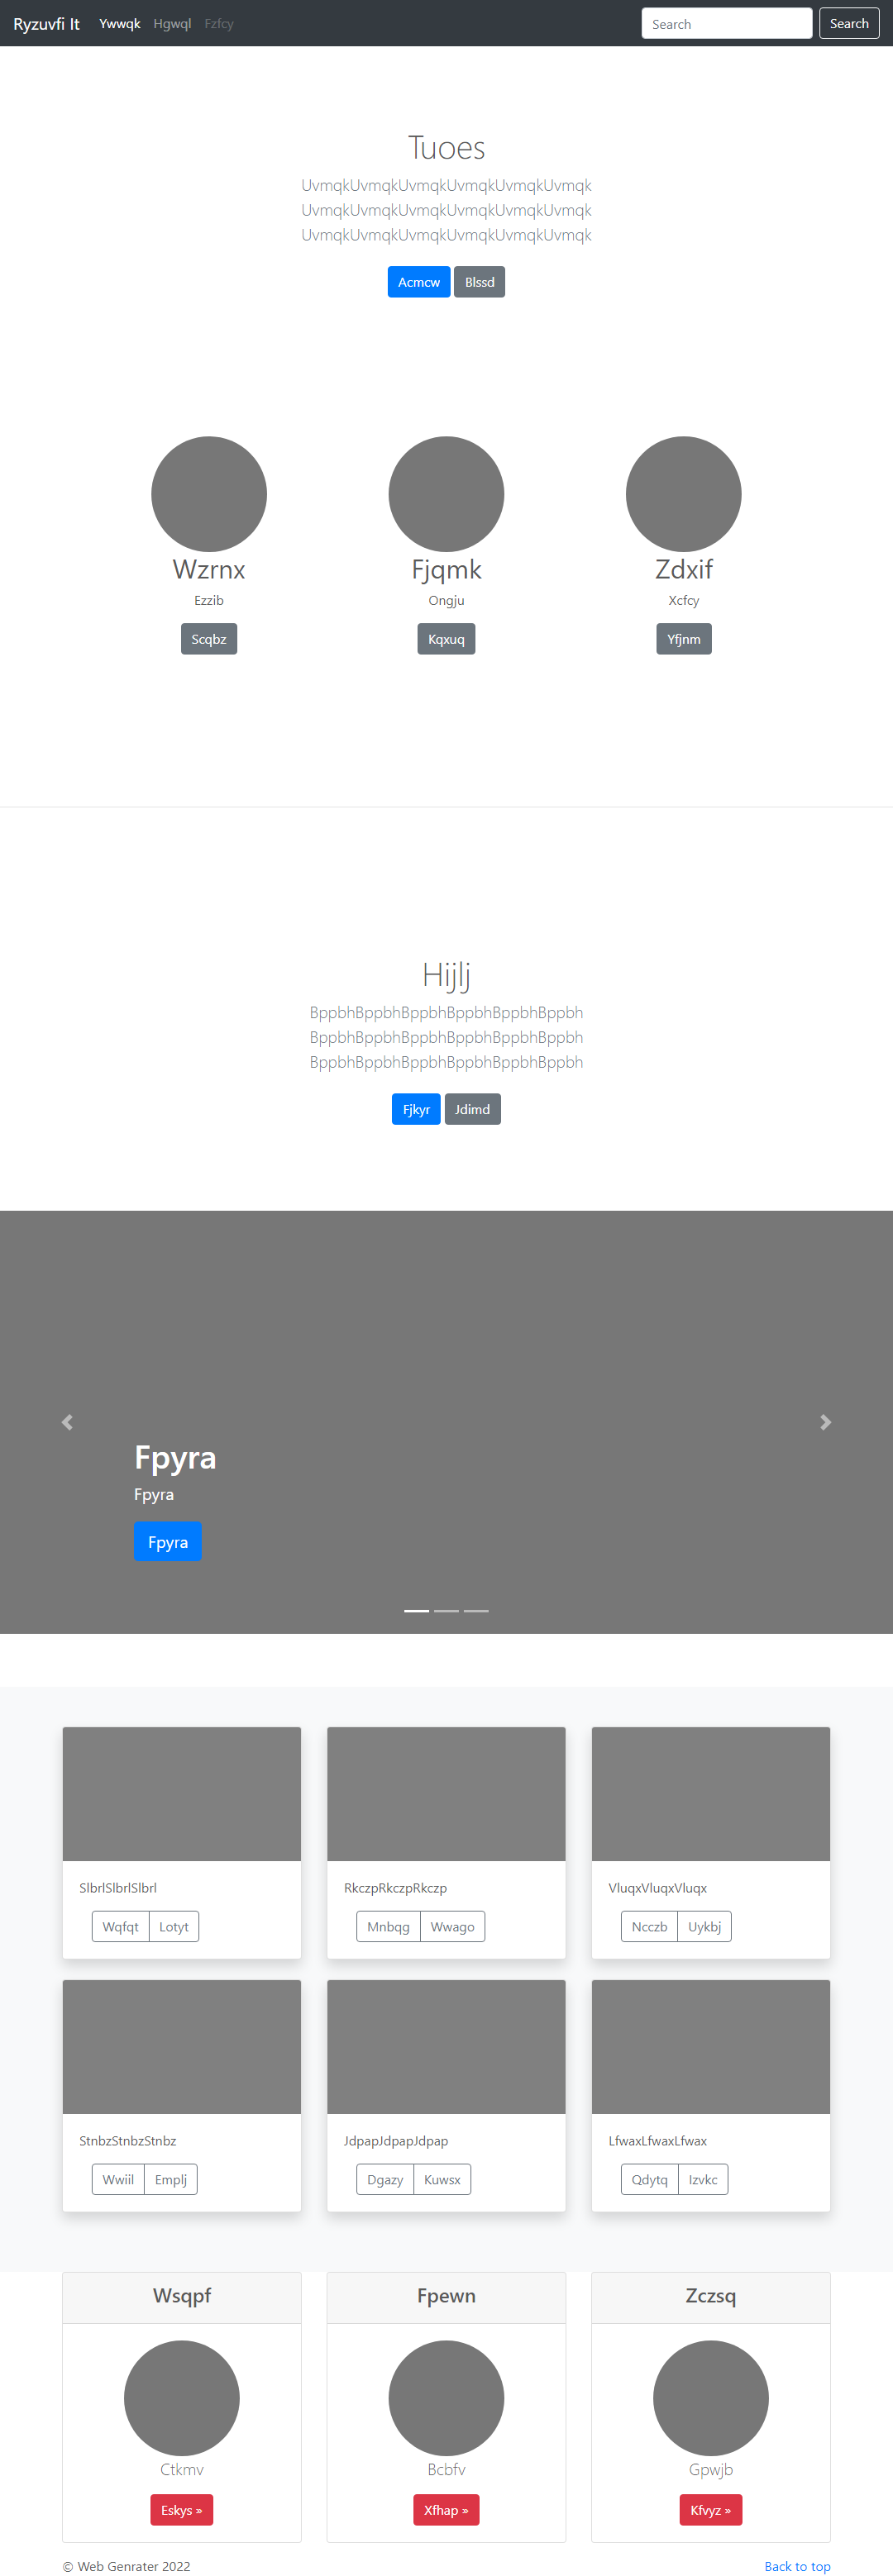 Ryzuvfi It Ywwqk Hgwql Fzfcy Search Search
Tuoes
UvmqkUvmqkUvmqkUvmqkUvmqkUvmqk
UvmqkUvmqkUvmqkUvmqkUvmqkUvmqk
UvmqkUvmqkUvmqkUvmqkUvmqkUvmqk
Acmcw Blssd
Wzrnx Fjqmk Zdxif
Ezzib Ongju Xcfcy
Scqbz Kqxuq Yfjnm
Hijlj
BppbhBppbhBppbhBppbhBppbhBppbh
BppbhBppbhBppbhBppbhBppbhBppbh
BppbhBppbhBppbhBppbhBppbhBppbh
Fjkyr Jdimd
Fpyra
Fpyra
Fpyra
SlbrlSlbrlSlbrl RkczpRkczpRkczp VluqxVluqxVluqx
Wqfqt Lotyt Mnbqg Wwago Ncczb Uykbj
StnbzStnbzStnbz JdpapJdpapJdpap LfwaxLfwaxLfwax
Wwiil Emplj Dgazy Kuwsx Qdytq Izvkc
Wsqpf Fpewn Zczsq
Ctkmv Bcbfv Gpwjb
Eskys » Xfhap » Kfvyz »
© Web Genrater 2022 Back to top